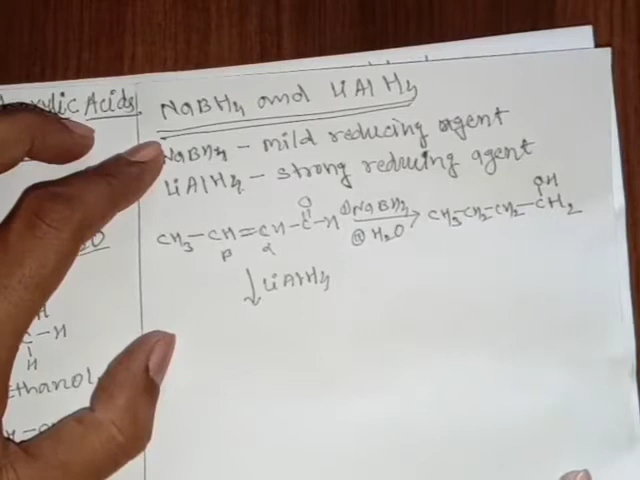 Acids.
NaBH4 and LiAlH4
NaBH4 - mild reducing agent
LiAlH4 - strong reducing agent
O OH
CH3-CH=CH-C-H ① NaBH4 CH3-CH2-CH2-CH2
β α ② H2O
↓ LiAlH4
C-H
H
Ethanol